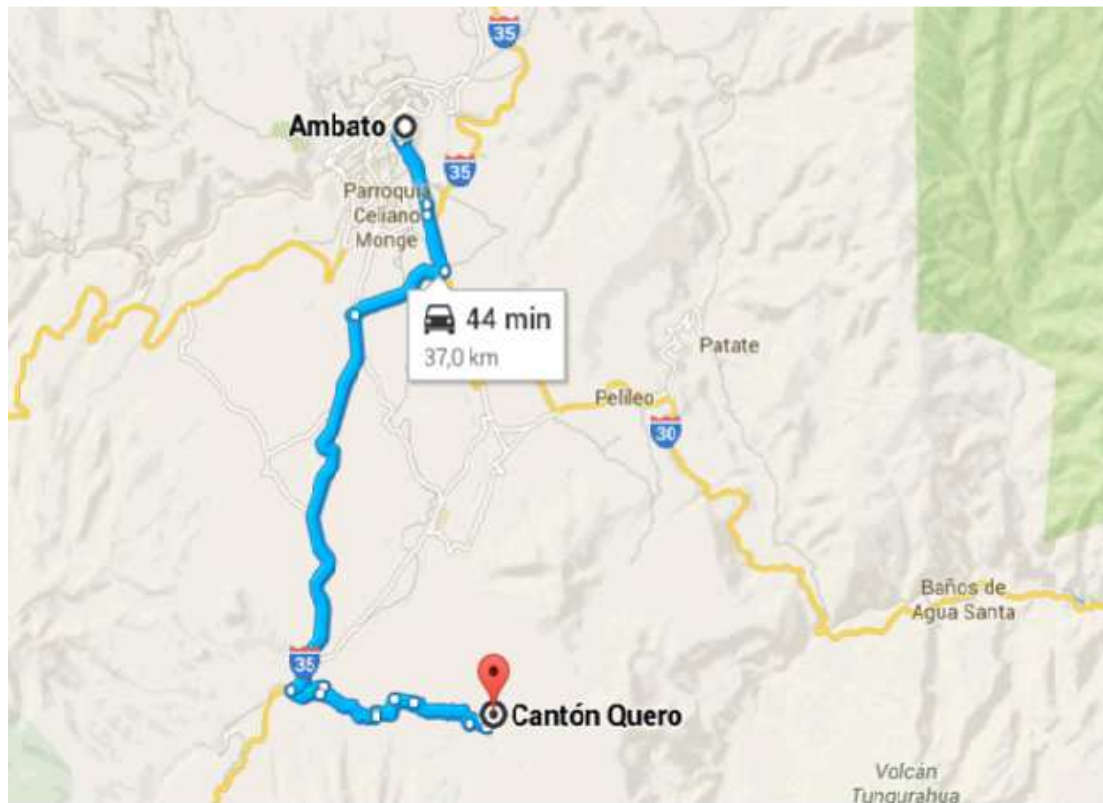 35
Ambato
35
Parroquia
Celiano
Monge
44 min
37,0 km
Patate
Pelileo
30
Baños de
Agua Santa
35
Cantón Quero
Volcán
Tungurahua